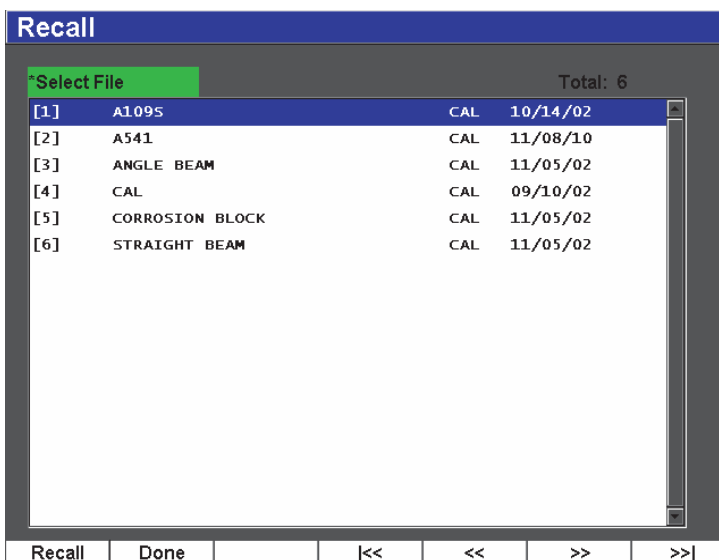 Recall
*Select File Total: 6
[1] A109S CAL 10/14/02
[2] A541 CAL 11/08/10
[3] ANGLE BEAM CAL 11/05/02
[4] CAL CAL 09/10/02
[5] CORROSION BLOCK CAL 11/05/02
[6] STRAIGHT BEAM CAL 11/05/02
Recall Done |<< << >> >>|